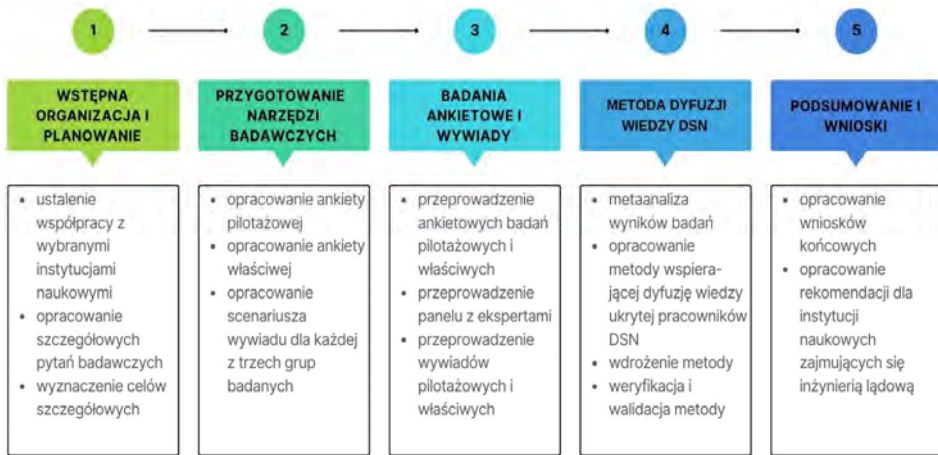 1
2
3
4
5
WSTĘPNA
ORGANIZACJA I
PLANOWANIE
PRZYGOTOWANIE
NARZĘDZI
BADAWCZYCH
BADANIA
ANKIETOWE I
WYWIADY
METODA DYFUZJI
WIEDZY DSN
PODSUMOWANIE I
WNIOSKI
• ustalenie
współpracy z
wybranymi
instytucjami
naukowymi
• opracowanie
szczegółowych
pytań badawczych
• wyznaczenie celów
szczegółowych
• opracowanie ankiety
pilotażowej
• opracowanie ankiety
właściwej
• opracowanie
scenariusza
wywiadu dla każdej
z trzech grup
badanych
• przeprowadzenie
ankietowych badań
pilotażowych i
właściwych
• przeprowadzenie
panelu z ekspertami
• przeprowadzenie
wywiadów
pilotażowych i
właściwych
• metaanaliza
wyników badań
• opracowanie
metody wspiera-
jącej dyfuzję wiedzy
ukrytej pracowników
DSN
• wdrożenie metody
• weryfikacja i
walidacja metody
• opracowanie
wniosków
końcowych
• opracowanie
rekomendacji dla
instytucji
naukowych
zajmujących się
inżynierią lądową